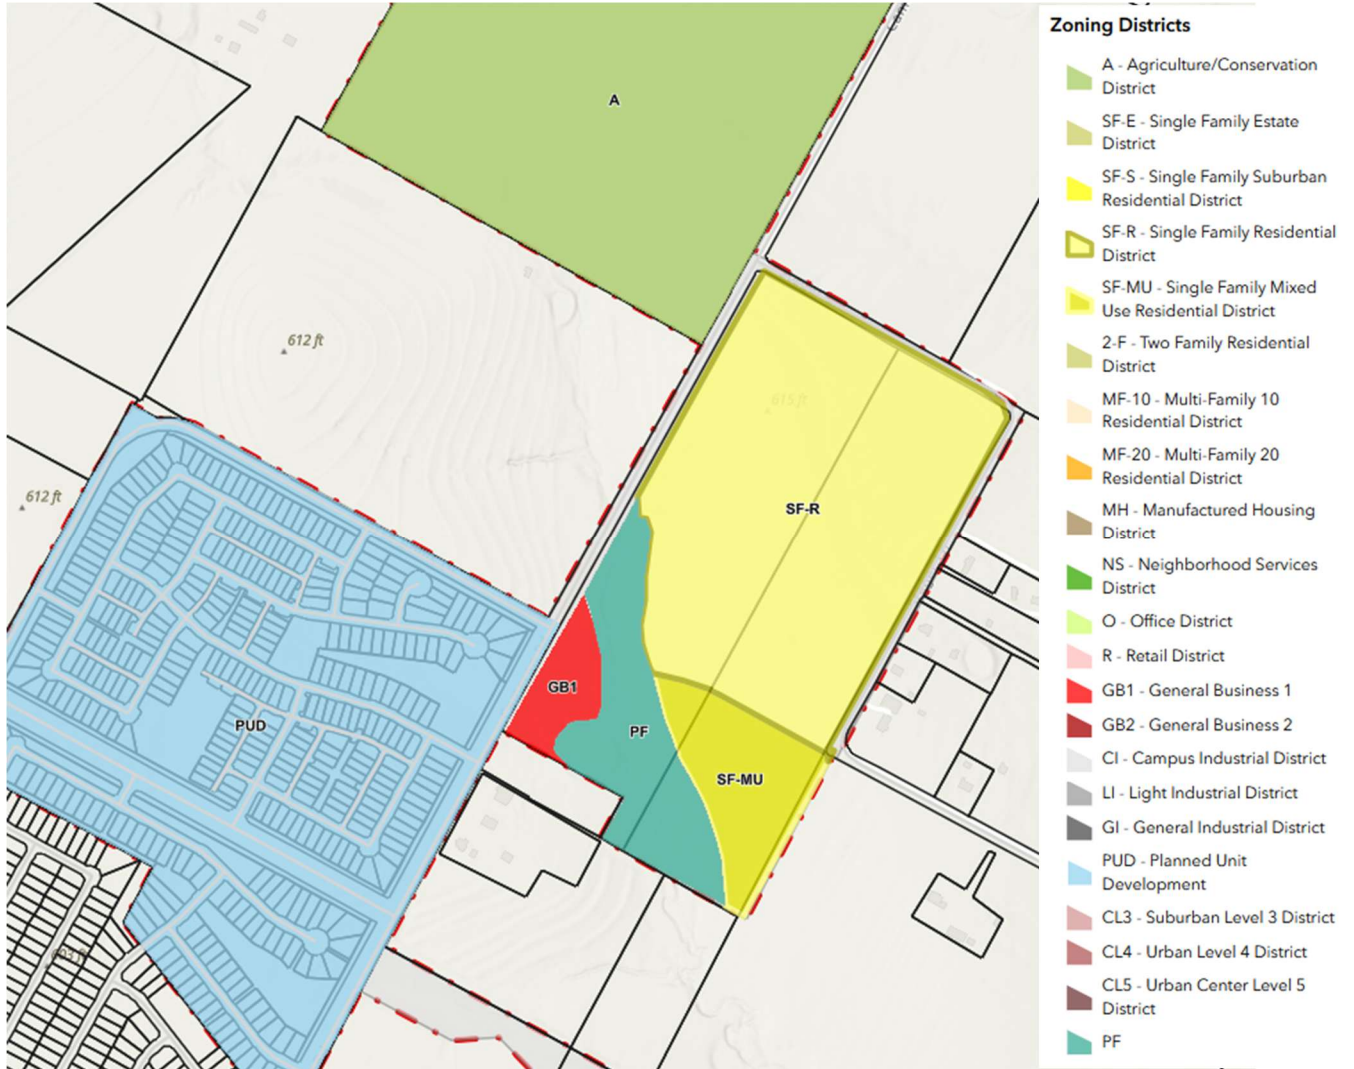 A
612 ft
612 ft
615 ft
SF-R
GB1
PF
PUD
SF-MU
603 ft
Zoning Districts
A - Agriculture/Conservation
District
SF-E - Single Family Estate
District
SF-S - Single Family Suburban
Residential District
SF-R - Single Family Residential
District
SF-MU - Single Family Mixed
Use Residential District
2-F - Two Family Residential
District
MF-10 - Multi-Family 10
Residential District
MF-20 - Multi-Family 20
Residential District
MH - Manufactured Housing
District
NS - Neighborhood Services
District
O - Office District
R - Retail District
GB1 - General Business 1
GB2 - General Business 2
CI - Campus Industrial District
LI - Light Industrial District
GI - General Industrial District
PUD - Planned Unit
Development
CL3 - Suburban Level 3 District
CL4 - Urban Level 4 District
CL5 - Urban Center Level 5
District
PF